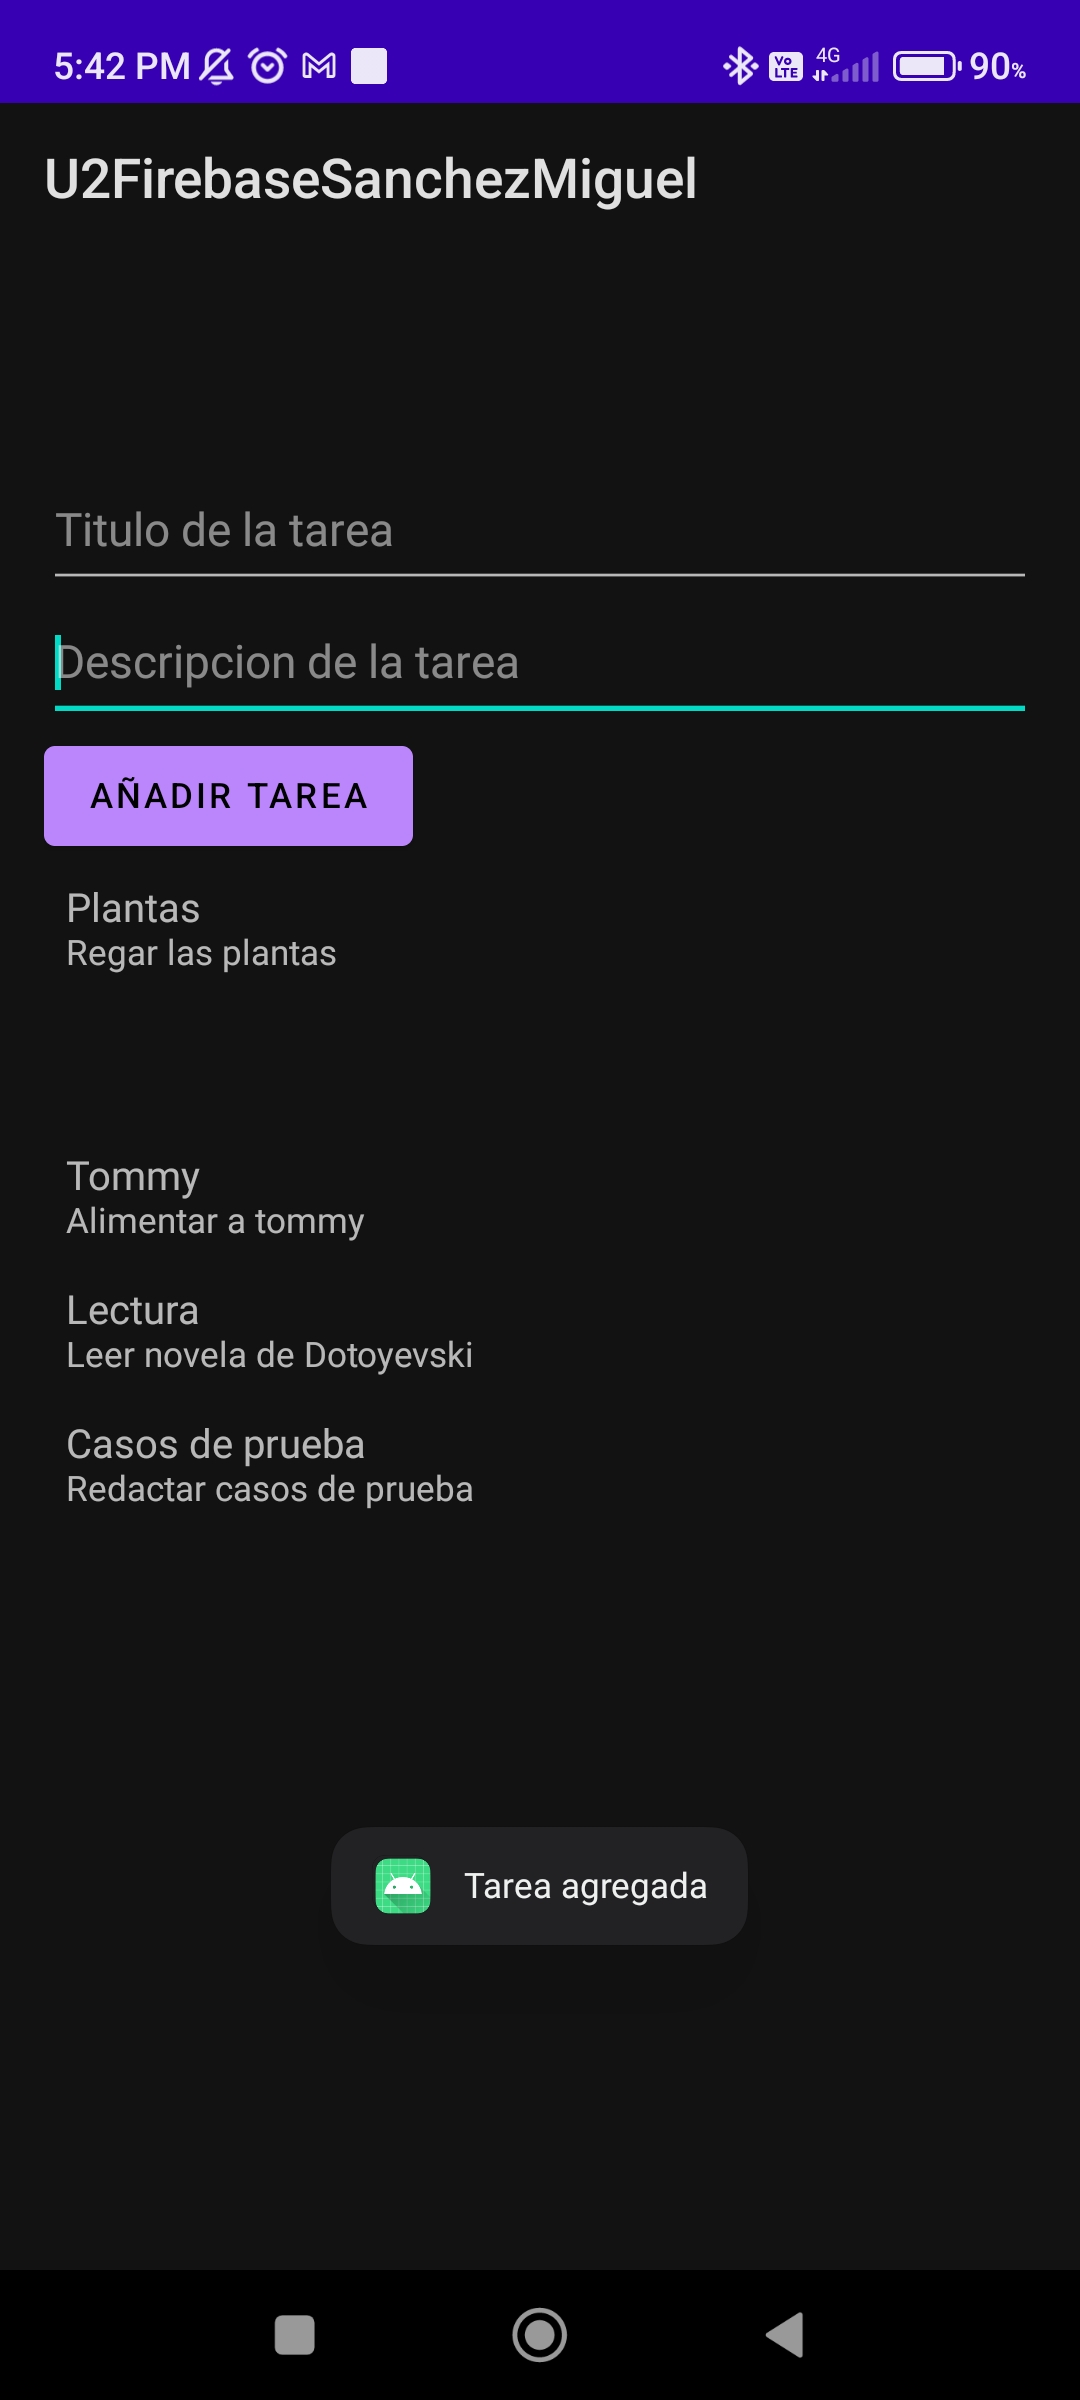 5:42 PM
Vo LTE 4G 90%
U2FirebaseSanchezMiguel
Titulo de la tarea
Descripcion de la tarea
AÑADIR TAREA
Plantas
Regar las plantas
Tommy
Alimentar a tommy
Lectura
Leer novela de Dotoyevski
Casos de prueba
Redactar casos de prueba
Tarea agregada